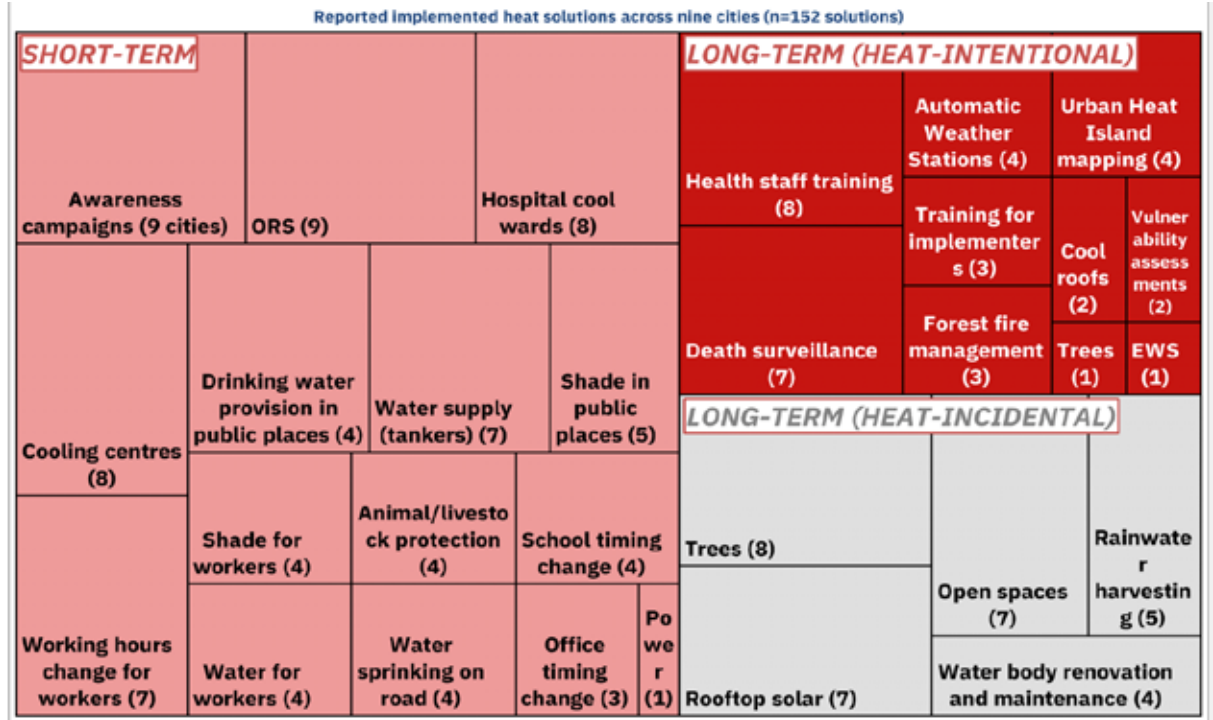 Reported implemented heat solutions across nine cities (n=152 solutions)
SHORT-TERM
Awareness
campaigns (9 cities)
ORS (9)
Hospital cool
wards (8)
Cooling centres
(8)
Drinking water
provision in
public places (4)
Water supply
(tankers) (7)
Shade in
public
places (5)
Working hours
change for
workers (7)
Shade for
workers (4)
Animal/livesto
ck protection
(4)
School timing
change (4)
Water for
workers (4)
Water
sprinking on
road (4)
Office
timing
change (3)
Po
we
r
(1)
LONG-TERM (HEAT-INTENTIONAL)
Health staff training
(8)
Automatic
Weather
Stations (4)
Urban Heat
Island
mapping (4)
Death surveillance
(7)
Training for
implementer
s (3)
Cool
roofs
(2)
Vulner
ability
assess
ments
(2)
Forest fire
management
(3)
Trees
(1)
EWS
(1)
LONG-TERM (HEAT-INCIDENTAL)
Trees (8)
Open spaces
(7)
Rainwate
r
harvestin
g (5)
Rooftop solar (7)
Water body renovation
and maintenance (4)